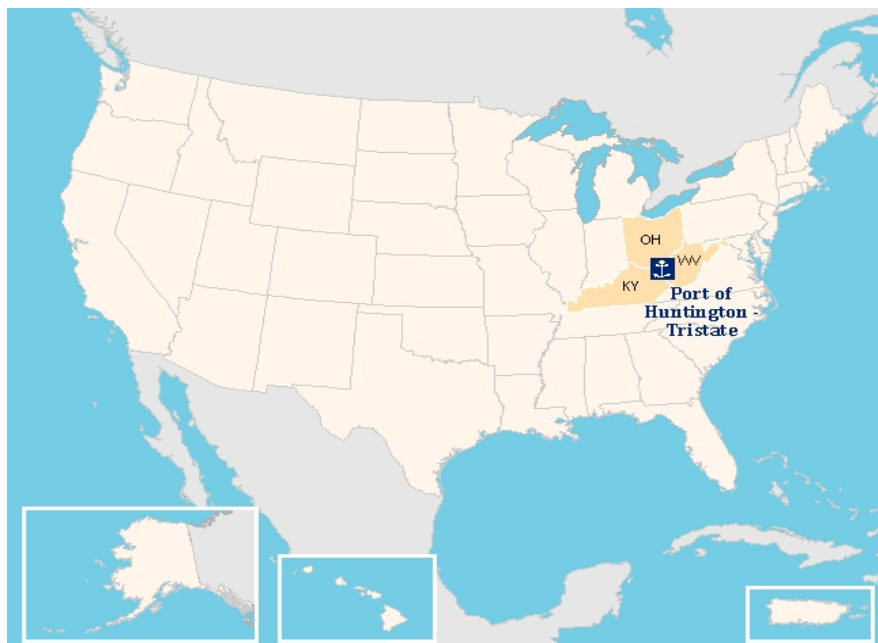 OH
WV
KY
Port of
Huntington -
Tristate